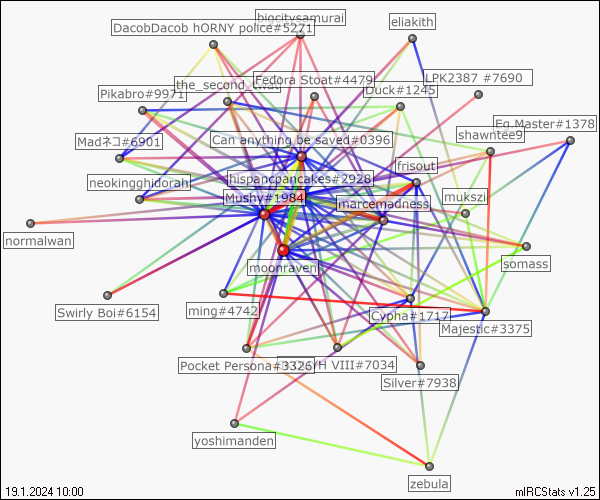 bigcitysamurai
eliakith
DacobDacob hORNY police#5271
Fedora Stoat#4479
LPK2387 #7690
the_second_twat
Duck#1245
Pikabro#9971
Eg.Master#1378
shawntee9
Madネコ#6901
Can anything be saved#0396
frisout
hispancpancakes#2928
neokingghidorah
Mushy#1984
mukszi
marcemadness
normalwan
somass
moonraven
Swirly Boi#6154
ming#4742
Cypha#1717
Majestic#3375
Pocket Persona#3326
VIII#7034
Silver#7938
yoshimanden
zebula
19.1.2024 10:00
mIRCStats v1.25